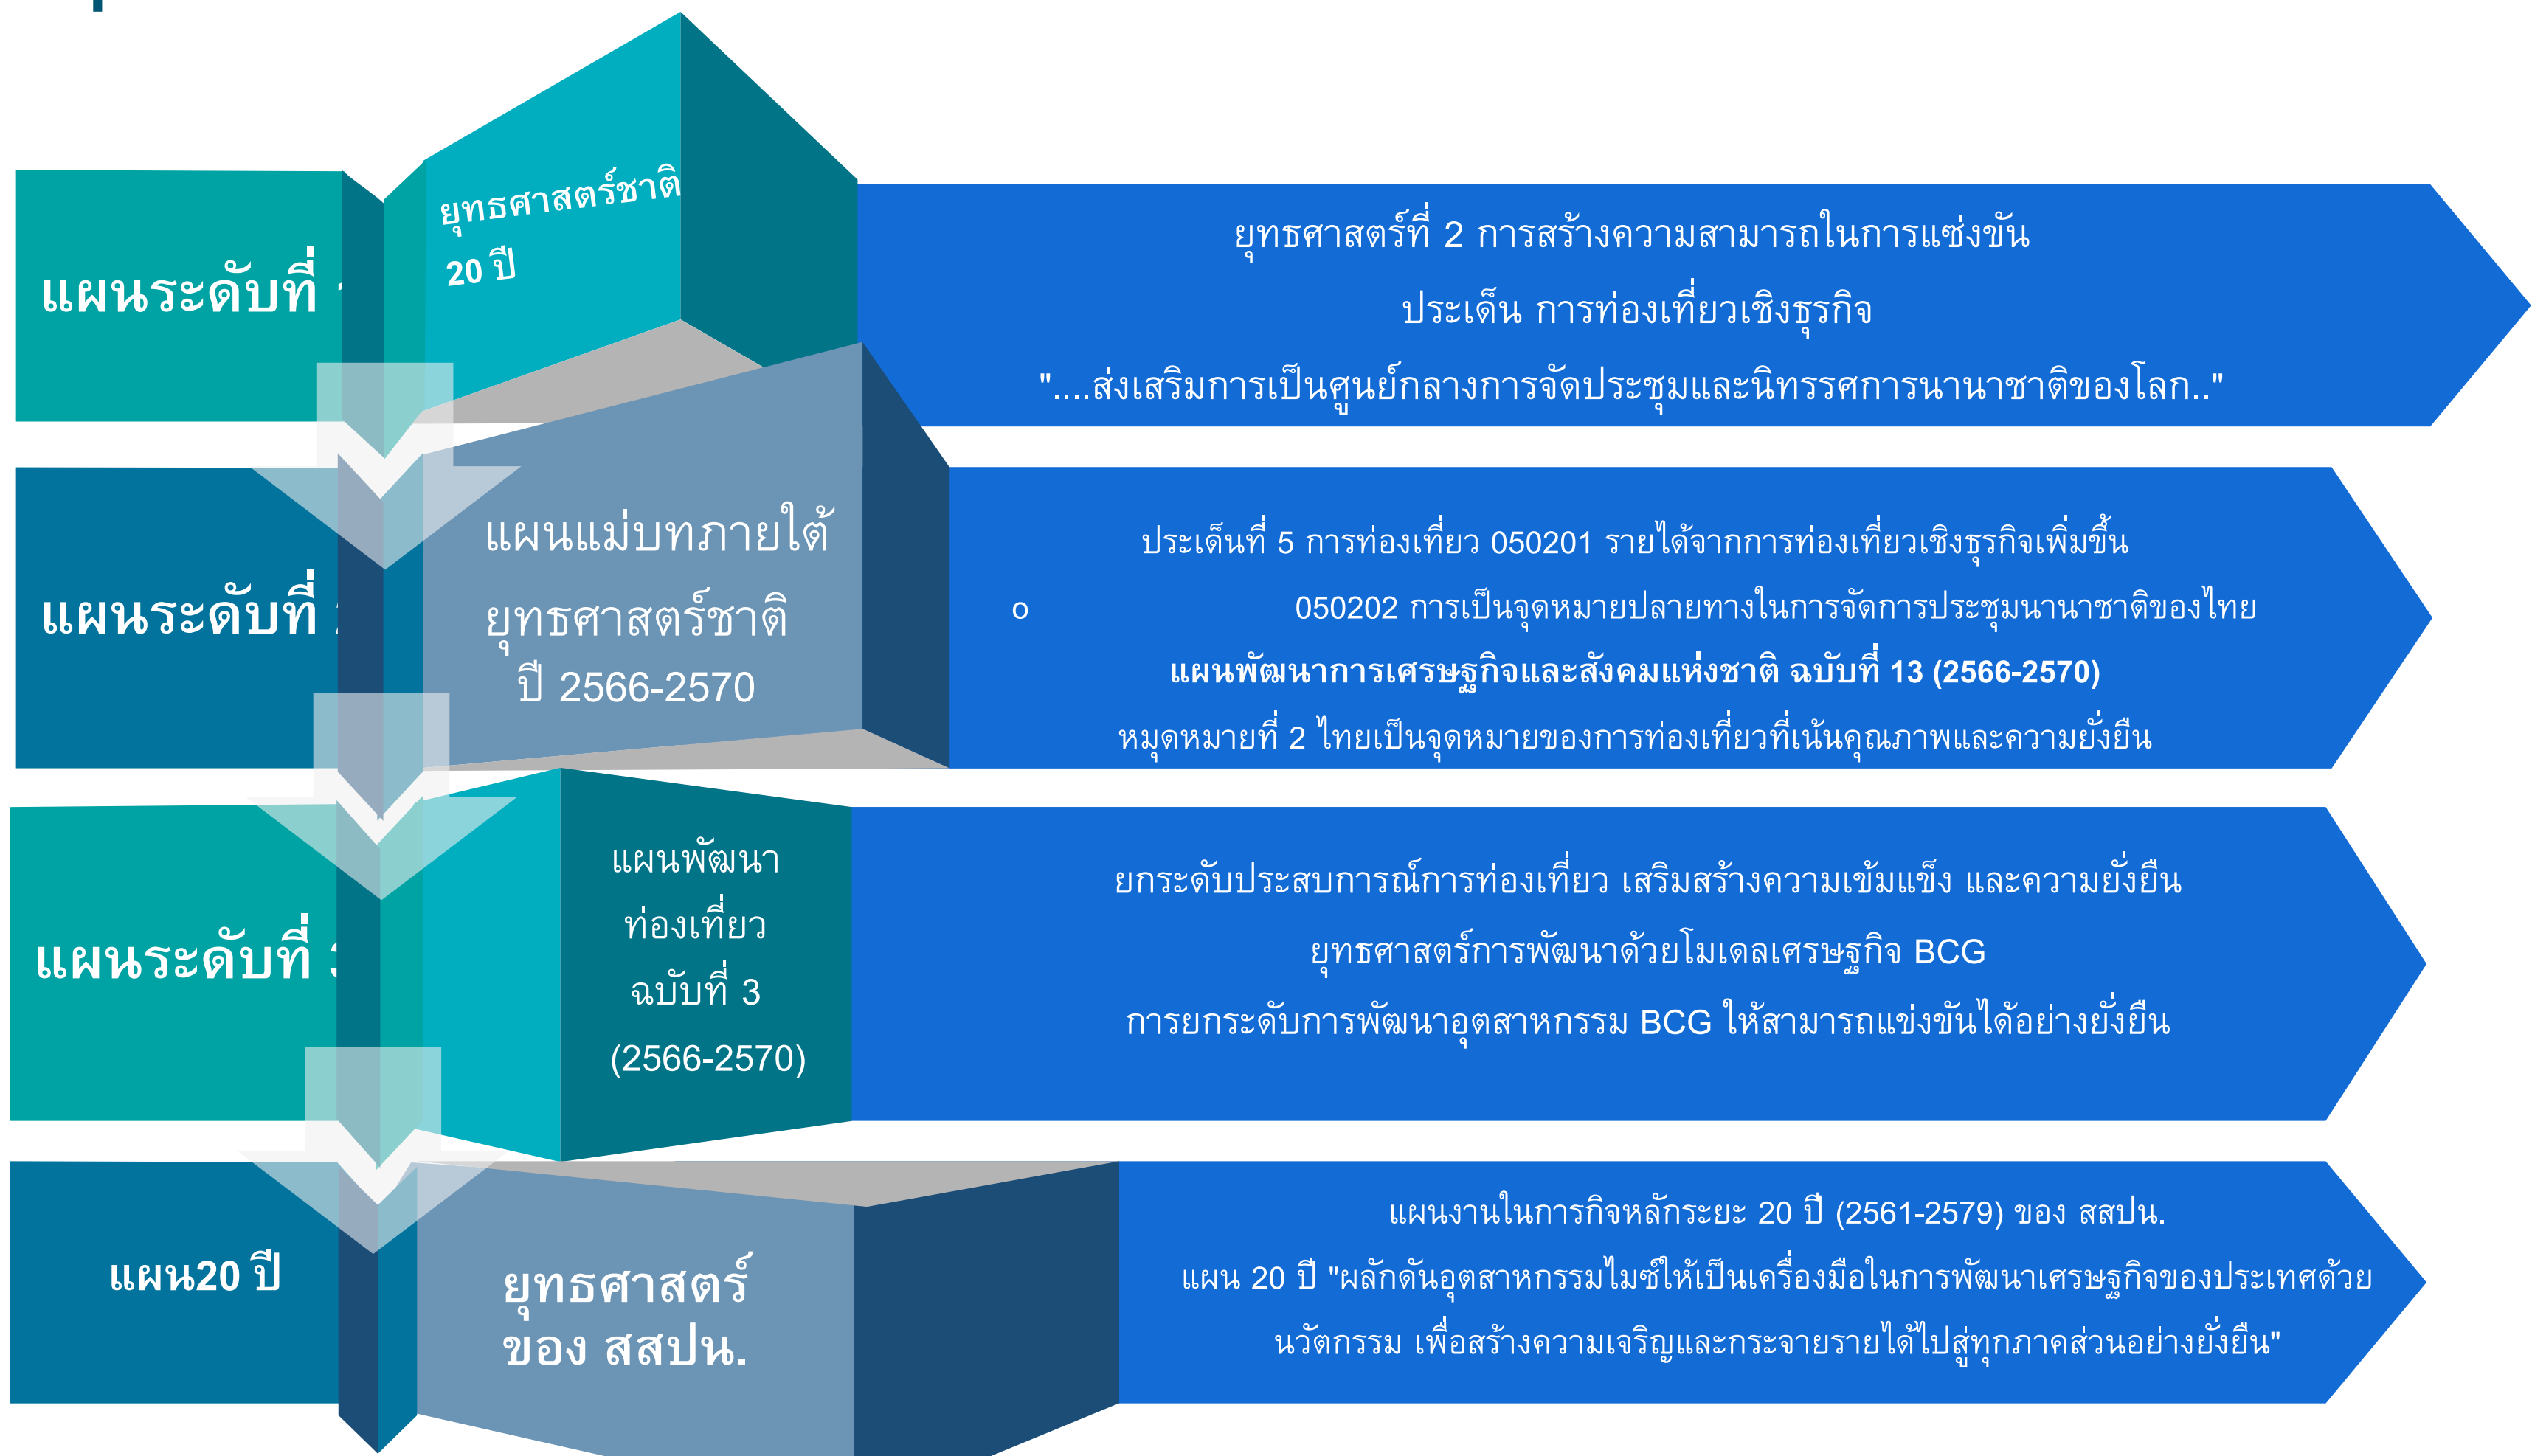 แผนระดับที่ 1
ยุทธศาสตร์ชาติ
20 ปี
ยุทธศาสตร์ที่ 2 การสร้างความสามารถในการแซ่งขัน
ประเด็น การท่องเที่ยวเชิงธุรกิจ
"....ส่งเสริมการเป็นศูนย์กลางการจัดประชุมและนิทรรศการนานาชาติของโลก.."
แผนระดับที่ 2
แผนแม่บทภายใต้
ยุทธศาสตร์ชาติ
ปี 2566-2570
ประเด็นที่ 5 การท่องเที่ยว 050201 รายได้จากการท่องเที่ยวเชิงธุรกิจเพิ่มขึ้น
o 050202 การเป็นจุดหมายปลายทางในการจัดการประชุมนานาชาติของไทย
แผนพัฒนาการเศรษฐกิจและสังคมแห่งชาติ ฉบับที่ 13 (2566-2570)
หมุดหมายที่ 2 ไทยเป็นจุดหมายของการท่องเที่ยวที่เน้นคุณภาพและความยั่งยืน
แผนระดับที่ 3
แผนพัฒนา
ท่องเที่ยว
ฉบับที่ 3
(2566-2570)
ยกระดับประสบการณ์การท่องเที่ยว เสริมสร้างความเข้มแข็ง และความยั่งยืน
ยุทธศาสตร์การพัฒนาด้วยโมเดลเศรษฐกิจ BCG
การยกระดับการพัฒนาอุตสาหกรรม BCG ให้สามารถแข่งขันได้อย่างยั่งยืน
แผน20 ปี
ยุทธศาสตร์
ของ สสปน.
แผนงานในการกิจหลักระยะ 20 ปี (2561-2579) ของ สสปน.
แผน 20 ปี "ผลักดันอุตสาหกรรมไมซ์ให้เป็นเครื่องมือในการพัฒนาเศรษฐกิจของประเทศด้วย
นวัตกรรม เพื่อสร้างความเจริญและกระจายรายได้ไปสู่ทุกภาคส่วนอย่างยั่งยืน"